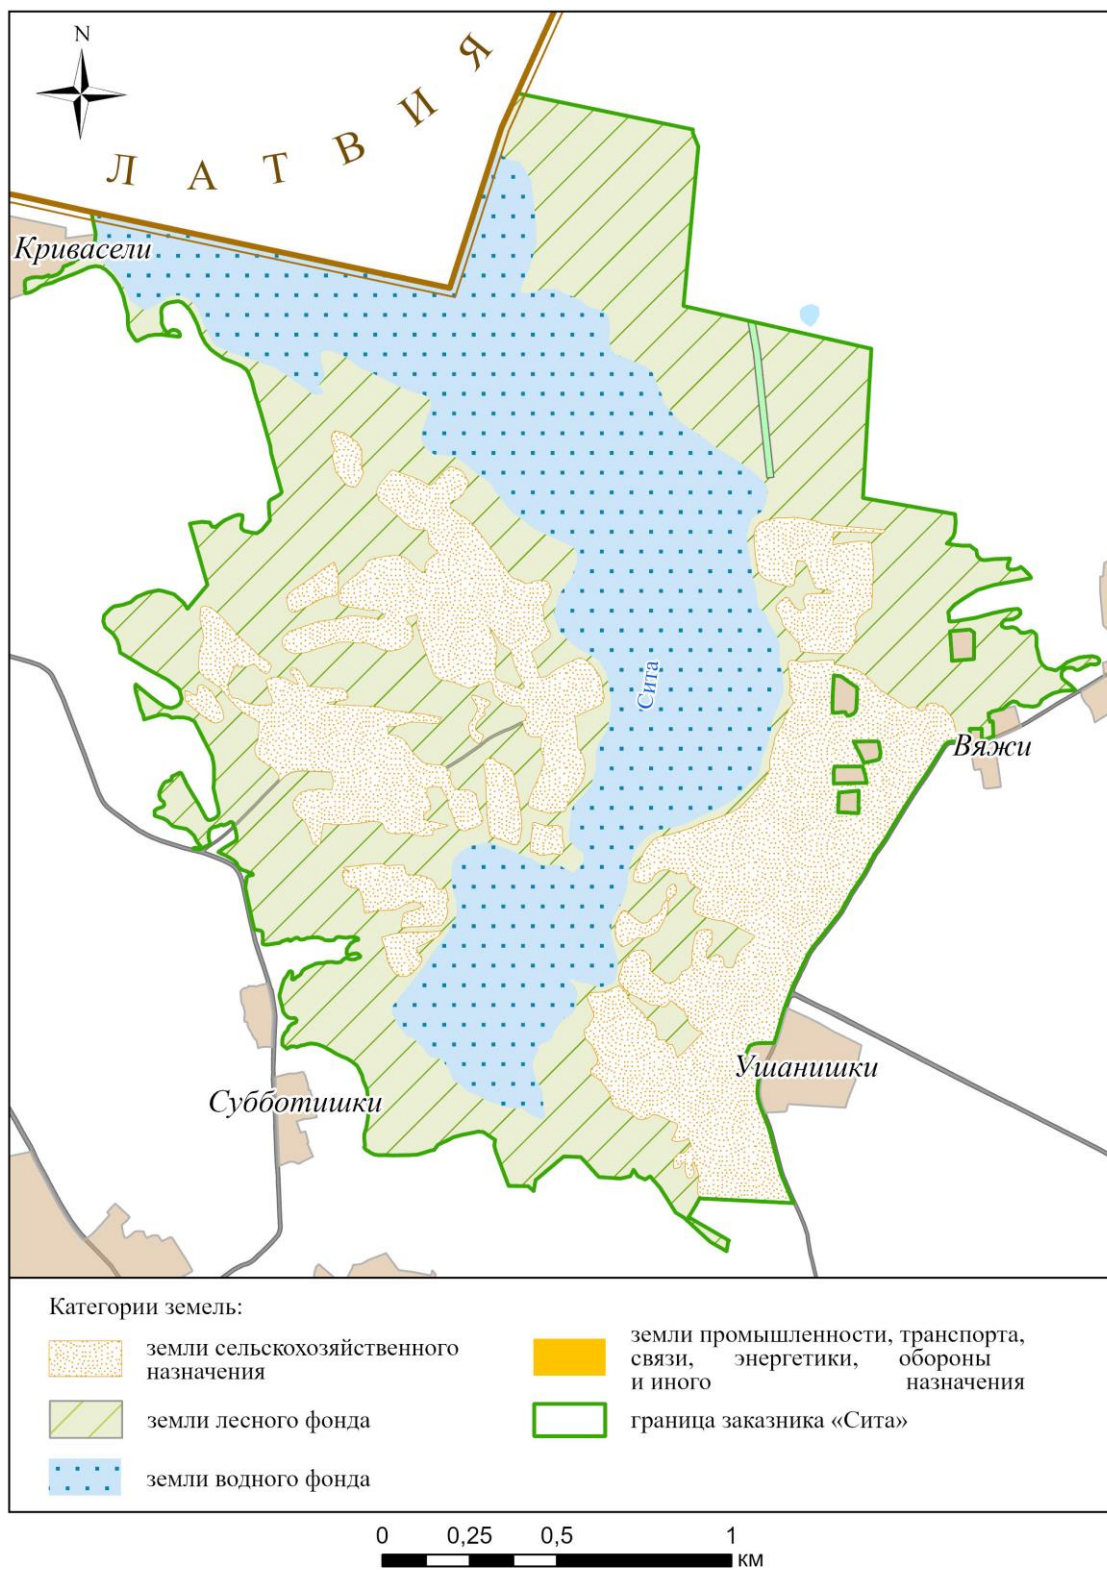 N
ЛАТВИЯ
Кривасели
Сита
Вяжи
Ушанишки
Субботишки
Категории земель:
земли сельскохозяйственного
назначения
земли лесного фонда
земли водного фонда
земли промышленности, транспорта,
связи, энергетики, обороны
и иного назначения
граница заказника «Сита»
0 0,25 0,5 1
км